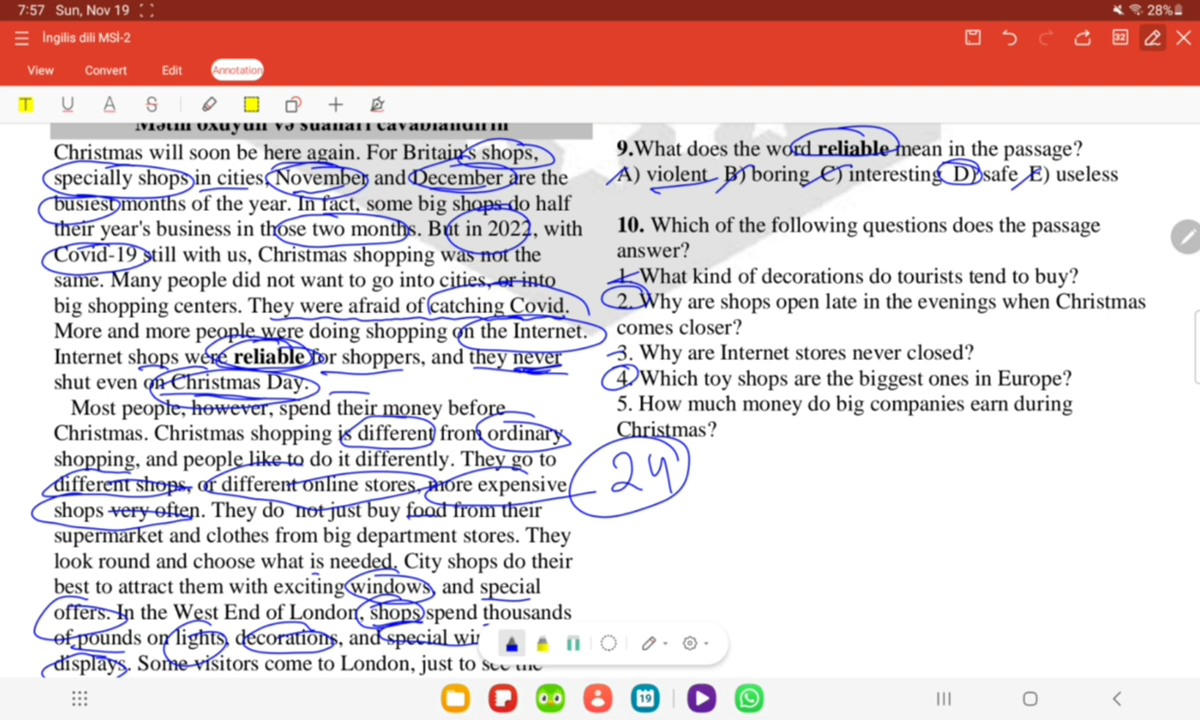 7:57 Sun, Nov 19
28%
İngilis dili MSİ-2
32
View Convert Edit Annotation
T U A S
Mətni oxuyun və sualları cavablandırın
Christmas will soon be here again. For Britain's shops,
specially shops in cities, November and December are the
busiest months of the year. In fact, some big shops do half
their year's business in those two months. But in 2022, with
Covid-19 still with us, Christmas shopping was not the
same. Many people did not want to go into cities, or into
big shopping centers. They were afraid of catching Covid.
More and more people were doing shopping on the Internet.
Internet shops were reliable for shoppers, and they never
shut even on Christmas Day.
Most people, however, spend their money before
Christmas. Christmas shopping is different from ordinary
shopping, and people like to do it differently. They go to
different shops, or different online stores, more expensive
shops very often. They do not just buy food from their
supermarket and clothes from big department stores. They
look round and choose what is needed. City shops do their
best to attract them with exciting windows, and special
offers. In the West End of London, shops spend thousands
of pounds on lights, decorations, and special
displays. Some visitors come to London, just to see the
9.What does the word reliable mean in the passage?
A) violent B) boring C) interesting D) safe E) useless
10. Which of the following questions does the passage
answer?
1. What kind of decorations do tourists tend to buy?
2. Why are shops open late in the evenings when Christmas
comes closer?
3. Why are Internet stores never closed?
4. Which toy shops are the biggest ones in Europe?
5. How much money do big companies earn during
Christmas?
24
19